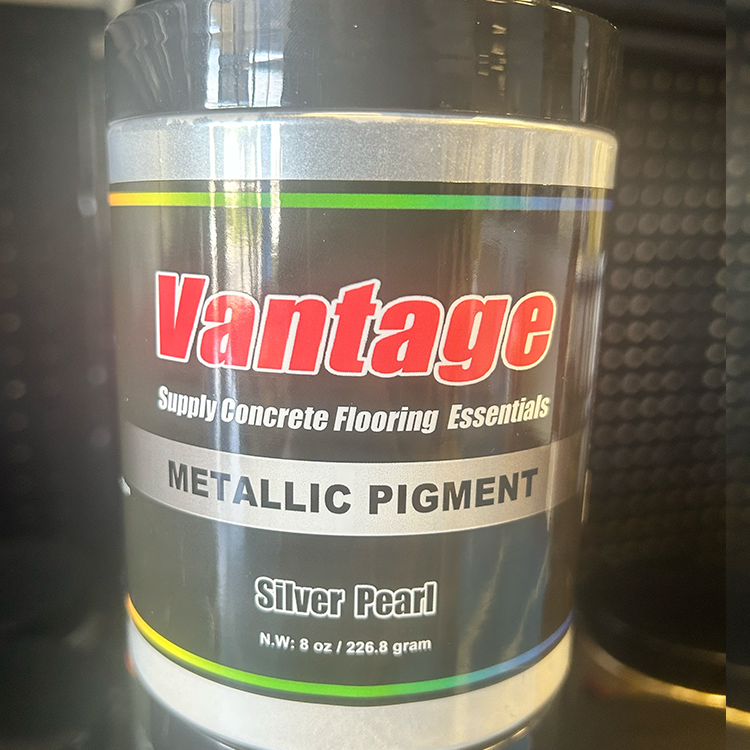 Vantage
Supply Concrete Flooring Essentials
METALLIC PIGMENT
Silver Pearl
N.W: 8 oz / 226.8 gram